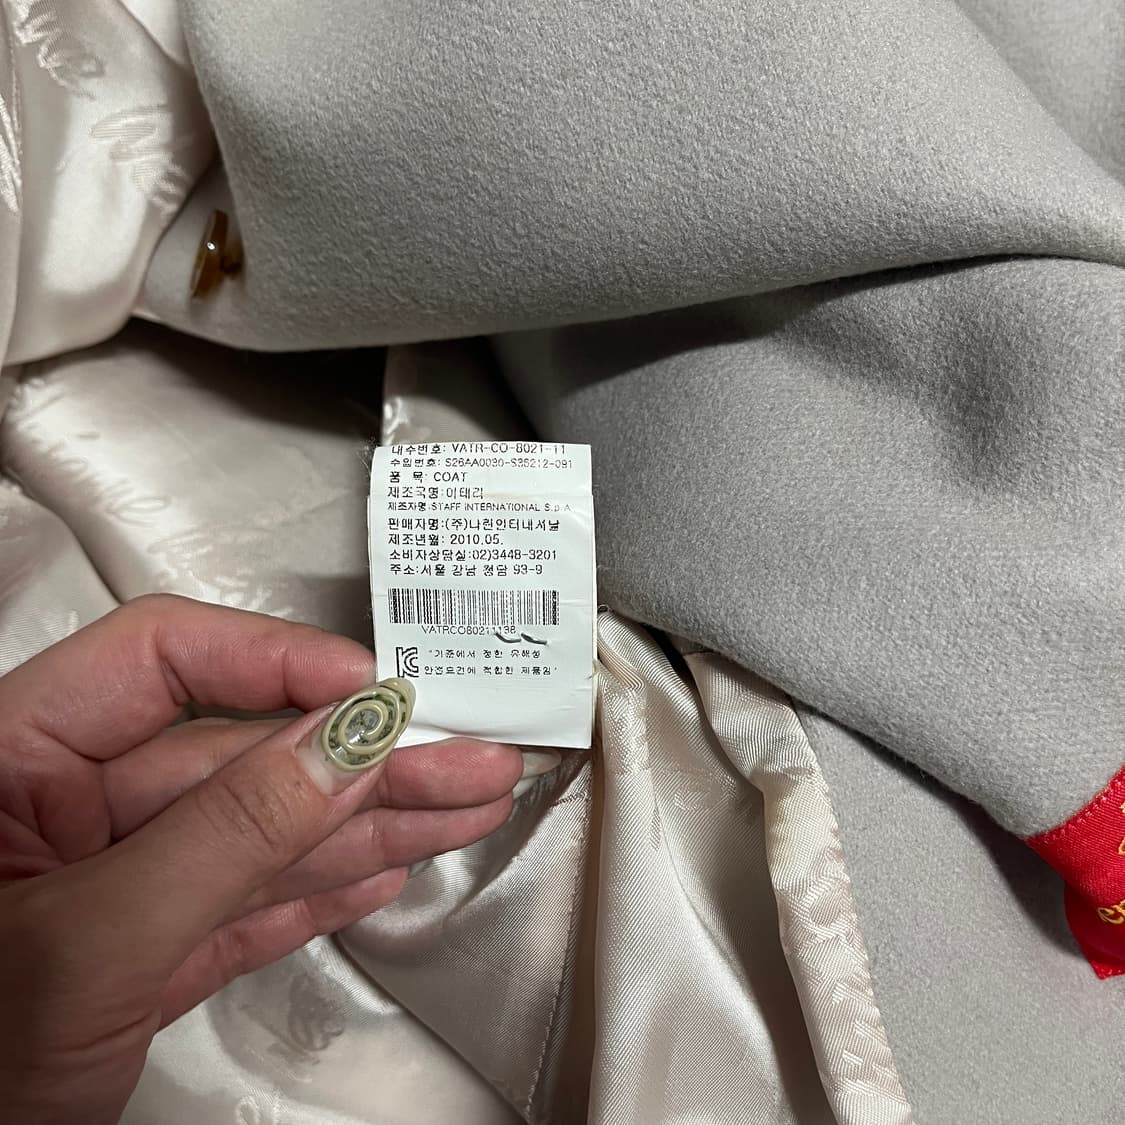 내수번호: VATR-CO-8021-11
수입번호: S26AA0030-S35212-091
품 목: COAT
제조국명:이태리
제조자명:STAFF INTERNATIONAL S.p.A
판매자명:(주)나런인터내셔날
제조년월: 2010.05.
소비자상담실:02)3448-3201
주소:서울 강남 청담 93-9
VATRCO80211138
"기준에서 정한 유해성
안전요건에 적합한 제품임"